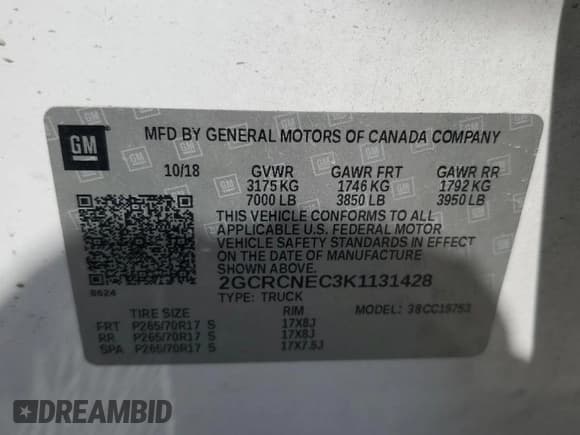 GM
MFD BY GENERAL MOTORS OF CANADA COMPANY
10/18 GVWR GAWR FRT GAWR RR
3175 KG 1746 KG 1792 KG
7000 LB 3850 LB 3950 LB
THIS VEHICLE CONFORMS TO ALL
APPLICABLE U.S. FEDERAL MOTOR
VEHICLE SAFETY STANDARDS IN EFFECT
ON THE DATE OF MANUFACTURE
SHOWN ABOVE.
2GCRCNEC3K1131428
6624 TYPE: TRUCK
TIRE SIZE RIM MODEL: 38CC15753
FRT P265/70R17 S 17X8J
RR P265/70R17 S 17X8J
SPA P265/70R17 S 17X7.5J
DREAMBID